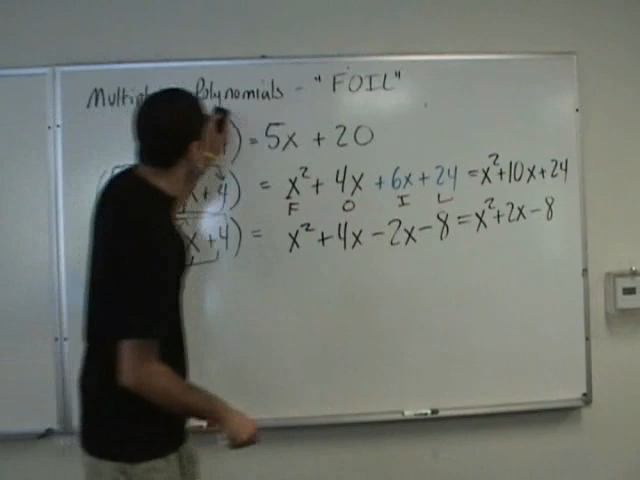 Polynomials - "FOIL"
) = 5x + 20
x+4) = x² + 4x + 6x + 24 = x² + 10x + 24
F O I L
x+4) = x² + 4x - 2x - 8 = x² + 2x - 8